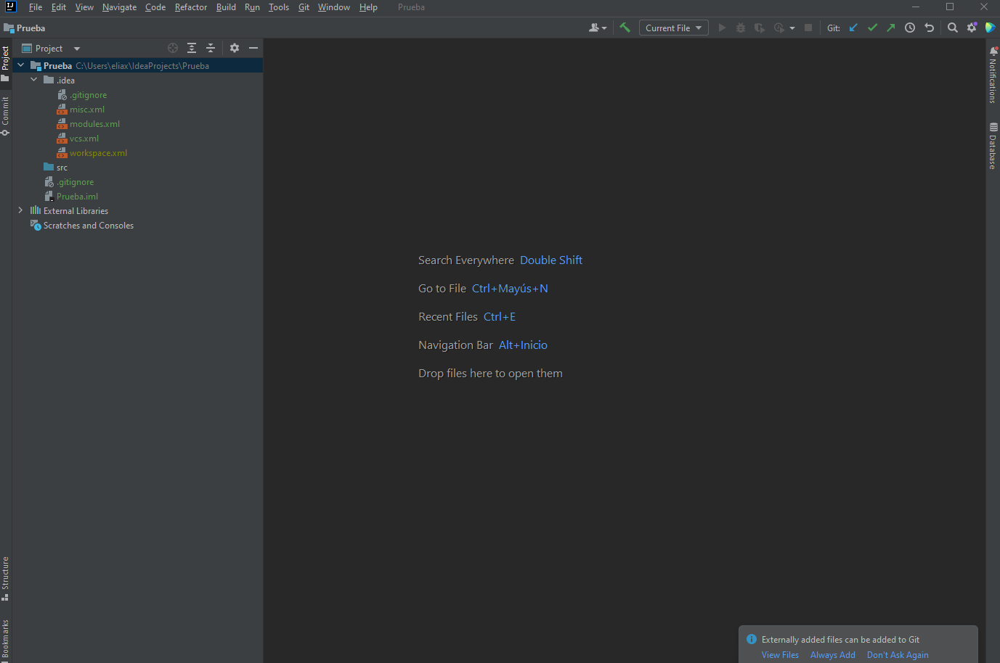 IJ File Edit View Navigate Code Refactor Build Run Tools Git Window Help Prueba
Prueba Current File Git:
Project
Prueba C:\Users\eliax\IdeaProjects\Prueba
.idea
.gitignore
misc.xml
modules.xml
vcs.xml
workspace.xml
src
.gitignore
Prueba.iml
External Libraries
Scratches and Consoles
Project
Commit
Structure
Bookmarks
Search Everywhere Double Shift
Go to File Ctrl+Mayús+N
Recent Files Ctrl+E
Navigation Bar Alt+Inicio
Drop files here to open them
Notifications
Database
Externally added files can be added to Git
View Files Always Add Don't Ask Again